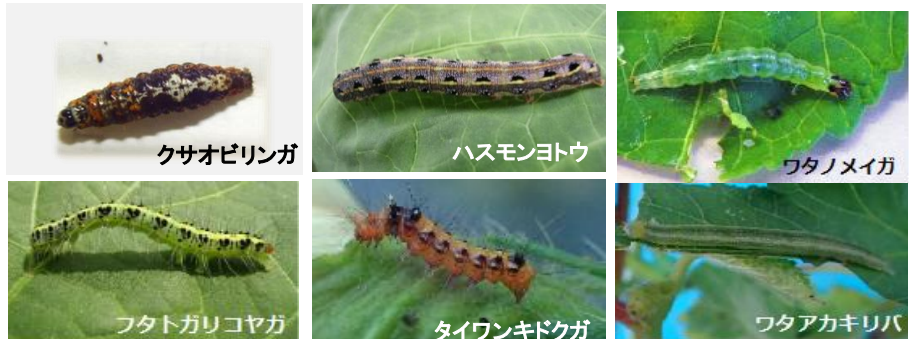 クサオビリンガ
ハスモンヨトウ
ワタノメイガ
フタトガリコヤガ
タイワンキドクガ
ワタアカキリバ